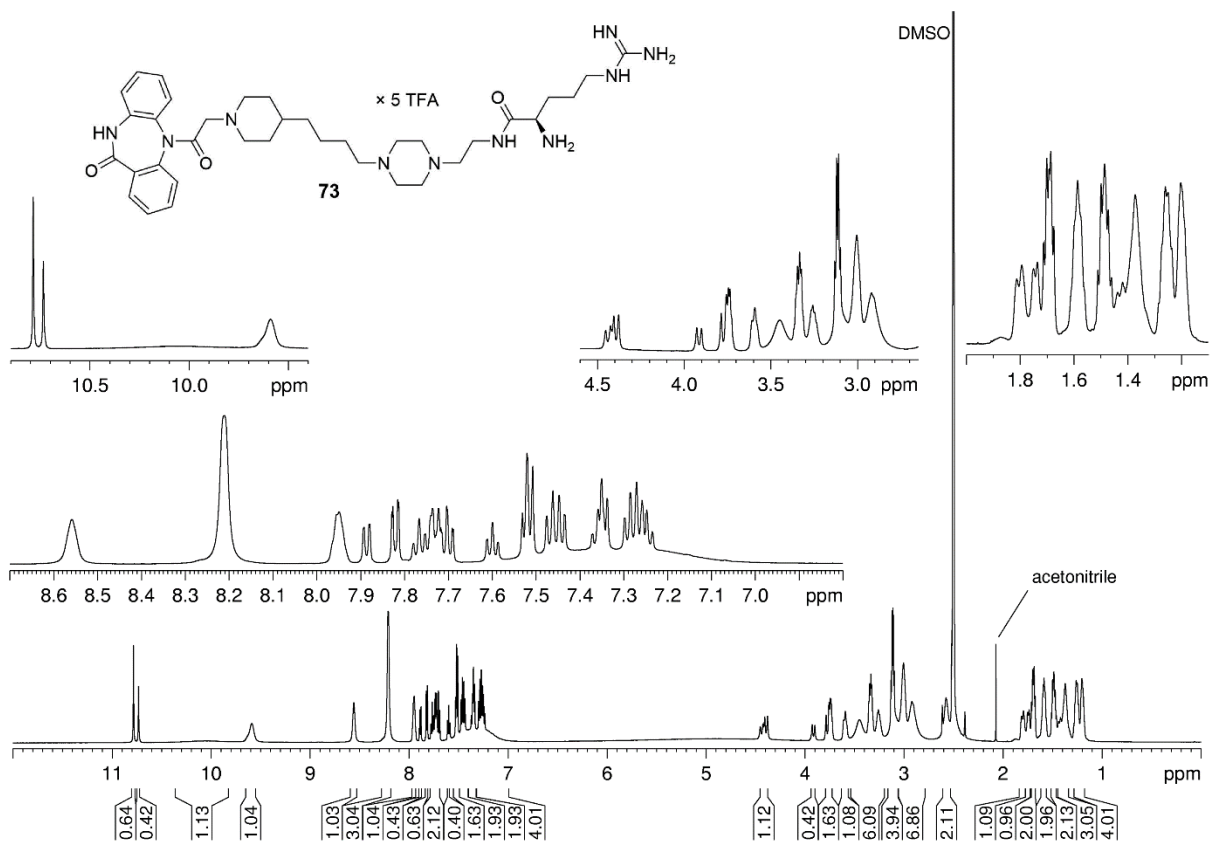 DMSO
NH
NH2
NH
× 5 TFA
O
HN
N
N
O
O
NH
NH2
N
N
73
10.5 10.0 ppm
4.5 4.0 3.5 3.0 ppm
1.8 1.6 1.4 ppm
8.6 8.5 8.4 8.3 8.2 8.1 8.0 7.9 7.8 7.7 7.6 7.5 7.4 7.3 7.2 7.1 7.0 ppm
acetonitrile
11 10 9 8 7 6 5 4 3 2 1 ppm
0.64 0.42 1.13 1.04 1.03 3.04 1.04 0.43 0.63 2.12 0.40 1.63 1.93 1.93 4.01 1.12 0.42 1.63 1.08 6.09 3.94 6.86 2.11 1.09 0.96 2.00 1.96 2.13 3.05 4.01